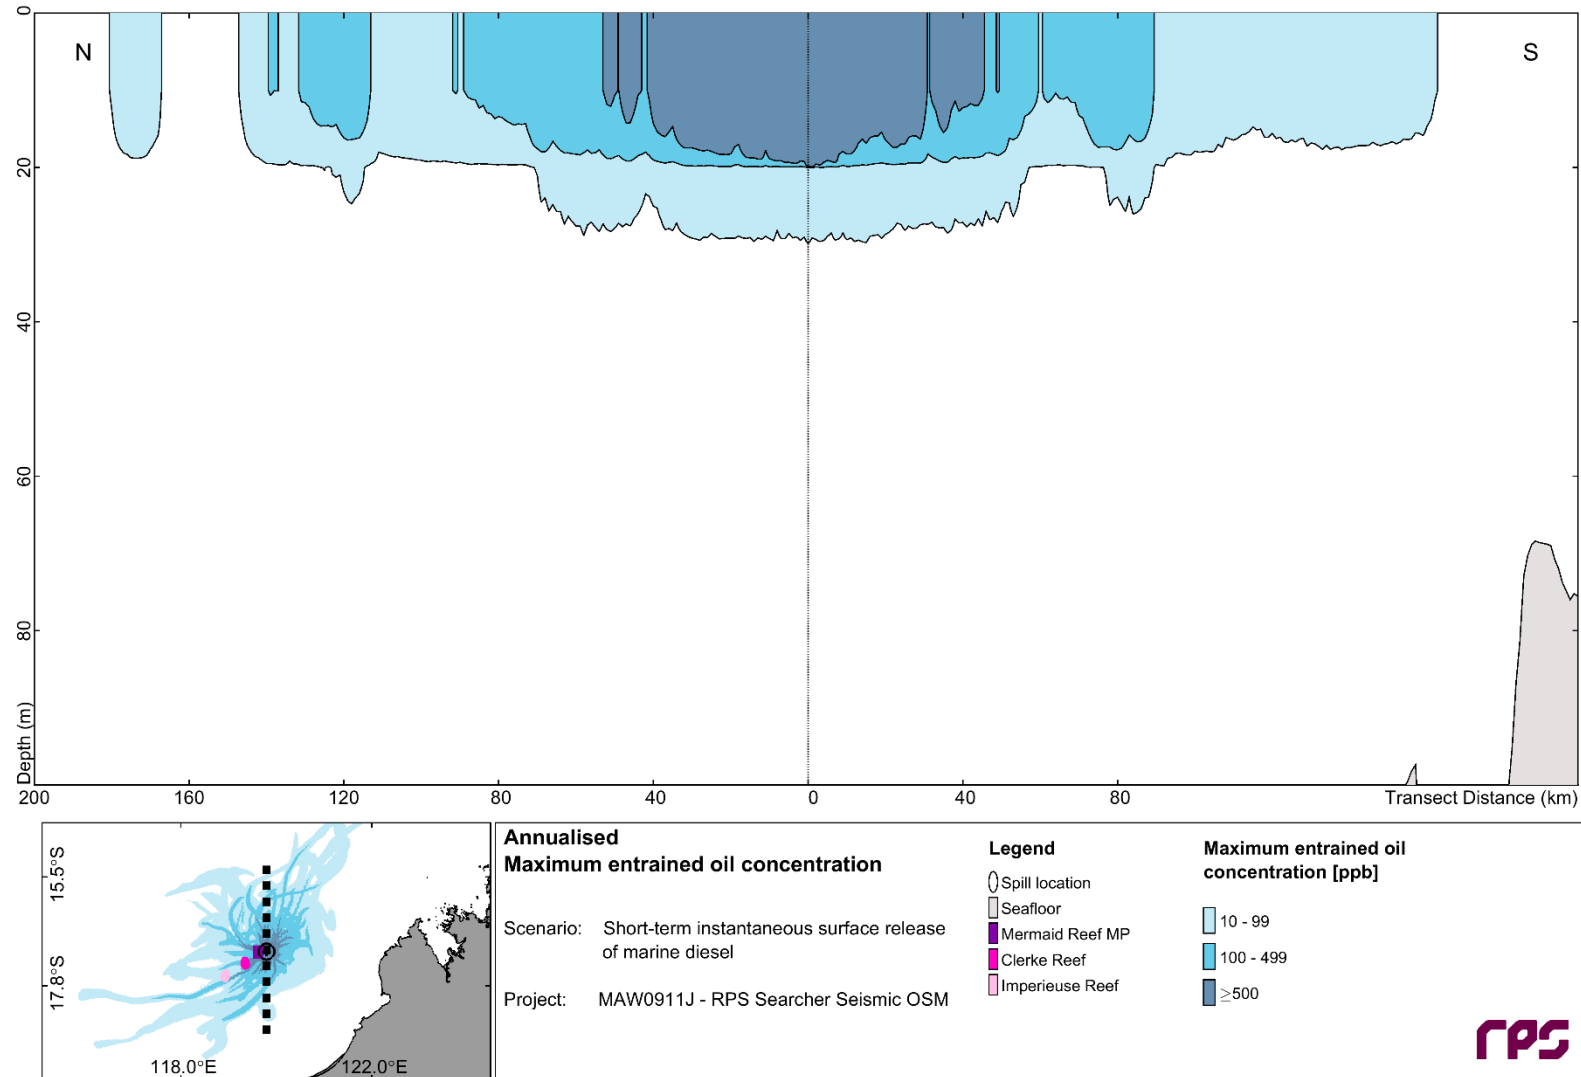 0
N
S
20
40
60
80
Depth (m)
200
160
120
80
40
0
40
80
Transect Distance (km)
15.5°S
17.8°S
118.0°E
122.0°E
Annualised
Maximum entrained oil concentration
Scenario: Short-term instantaneous surface release
of marine diesel
Project: MAW0911J - RPS Searcher Seismic OSM
Legend
Spill location
Seafloor
Mermaid Reef MP
Clerke Reef
Imperieuse Reef
Maximum entrained oil
concentration [ppb]
10 - 99
100 - 499
≥500
rps